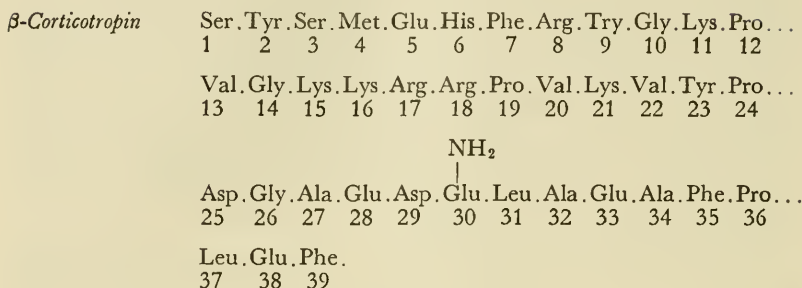 β-Corticotropin Ser.Tyr.Ser.Met.Glu.His.Phe.Arg.Try.Gly.Lys.Pro...
1 2 3 4 5 6 7 8 9 10 11 12
Val.Gly.Lys.Lys.Arg.Arg.Pro.Val.Lys.Val.Tyr.Pro...
13 14 15 16 17 18 19 20 21 22 23 24
NH₂
|
Asp.Gly.Ala.Glu.Asp.Glu.Leu.Ala.Glu.Ala.Phe.Pro...
25 26 27 28 29 30 31 32 33 34 35 36
Leu.Glu.Phe.
37 38 39